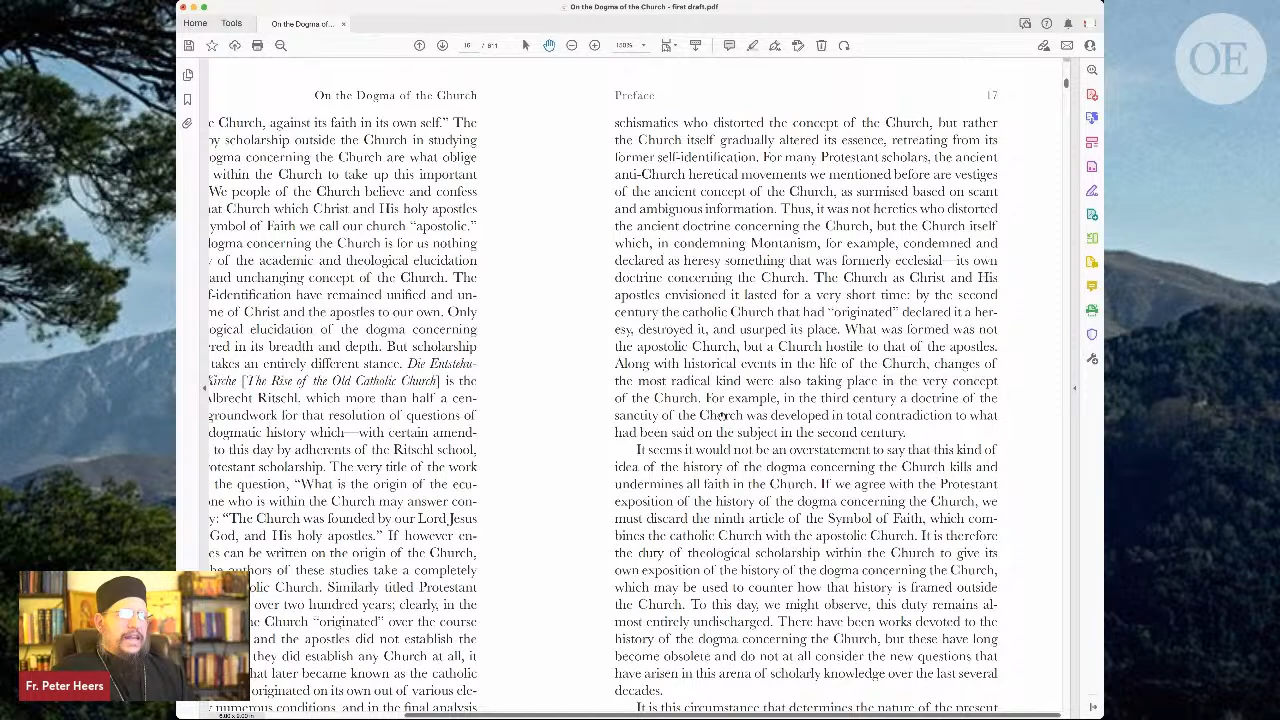 On the Dogma of the Church - first draft.pdf
Home
Tools
On the Dogma of...
16 / 911
150%
OE
On the Dogma of the Church
Church, against its faith in its own self.” The
by scholarship outside the Church in studying
ogma concerning the Church are what oblige
within the Church to take up this important
We people of the Church believe and confess
at Church which Christ and His holy apostles
ymbol of Faith we call our church “apostolic.”
ogma concerning the Church is for us nothing
of the academic and theological elucidation
and unchanging concept of the Church. The
f-identification have remained unified and un-
me of Christ and the apostles to our own. Only
ogical elucidation of the dogma concerning
ered in its breadth and depth. But scholarship
takes an entirely different stance. Die Entstehu-
Kirche [The Rise of the Old Catholic Church] is the
Albrecht Ritschl, which more than half a cen-
groundwork for that resolution of questions of
dogmatic history which—with certain amend-
to this day by adherents of the Ritschl school,
rotestant scholarship. The very title of the work
the question, “What is the origin of the ecu-
one who is within the Church may answer con-
y: “The Church was founded by our Lord Jesus
God, and His holy apostles.” If however en-
es can be written on the origin of the Church,
he authors of these studies take a completely
olic Church. Similarly titled Protestant
over two hundred years; clearly, in the
he Church “originated” over the course
and the apostles did not establish the
they did establish any Church at all, it
hat later became known as the catholic
originated on its own out of various ele-
numerous conditions, and in the final analysis
Preface 17
schismatics who distorted the concept of the Church, but rather
the Church itself gradually altered its essence, retreating from its
former self-identification. For many Protestant scholars, the ancient
anti-Church heretical movements we mentioned before are vestiges
of the ancient concept of the Church, as surmised based on scant
and ambiguous information. Thus, it was not heretics who distorted
the ancient doctrine concerning the Church, but the Church itself
which, in condemning Montanism, for example, condemned and
declared as heresy something that was formerly ecclesial—its own
doctrine concerning the Church. The Church as Christ and His
apostles envisioned it lasted for a very short time: by the second
century the catholic Church that had “originated” declared it a her-
esy, destroyed it, and usurped its place. What was formed was not
the apostolic Church, but a Church hostile to that of the apostles.
Along with historical events in the life of the Church, changes of
the most radical kind were also taking place in the very concept
of the Church. For example, in the third century a doctrine of the
sanctity of the Church was developed in total contradiction to what
had been said on the subject in the second century.
It seems it would not be an overstatement to say that this kind of
idea of the history of the dogma concerning the Church kills and
undermines all faith in the Church. If we agree with the Protestant
exposition of the history of the dogma concerning the Church, we
must discard the ninth article of the Symbol of Faith, which com-
bines the catholic Church with the apostolic Church. It is therefore
the duty of theological scholarship within the Church to give its
own exposition of the history of the dogma concerning the Church,
which may be used to counter how that history is framed outside
the Church. To this day, we might observe, this duty remains al-
most entirely undischarged. There have been works devoted to the
history of the dogma concerning the Church, but these have long
become obsolete and do not at all consider the new questions that
have arisen in this arena of scholarly knowledge over the last several
decades.
It is this circumstance that determines the nature of the present
Fr. Peter Heers